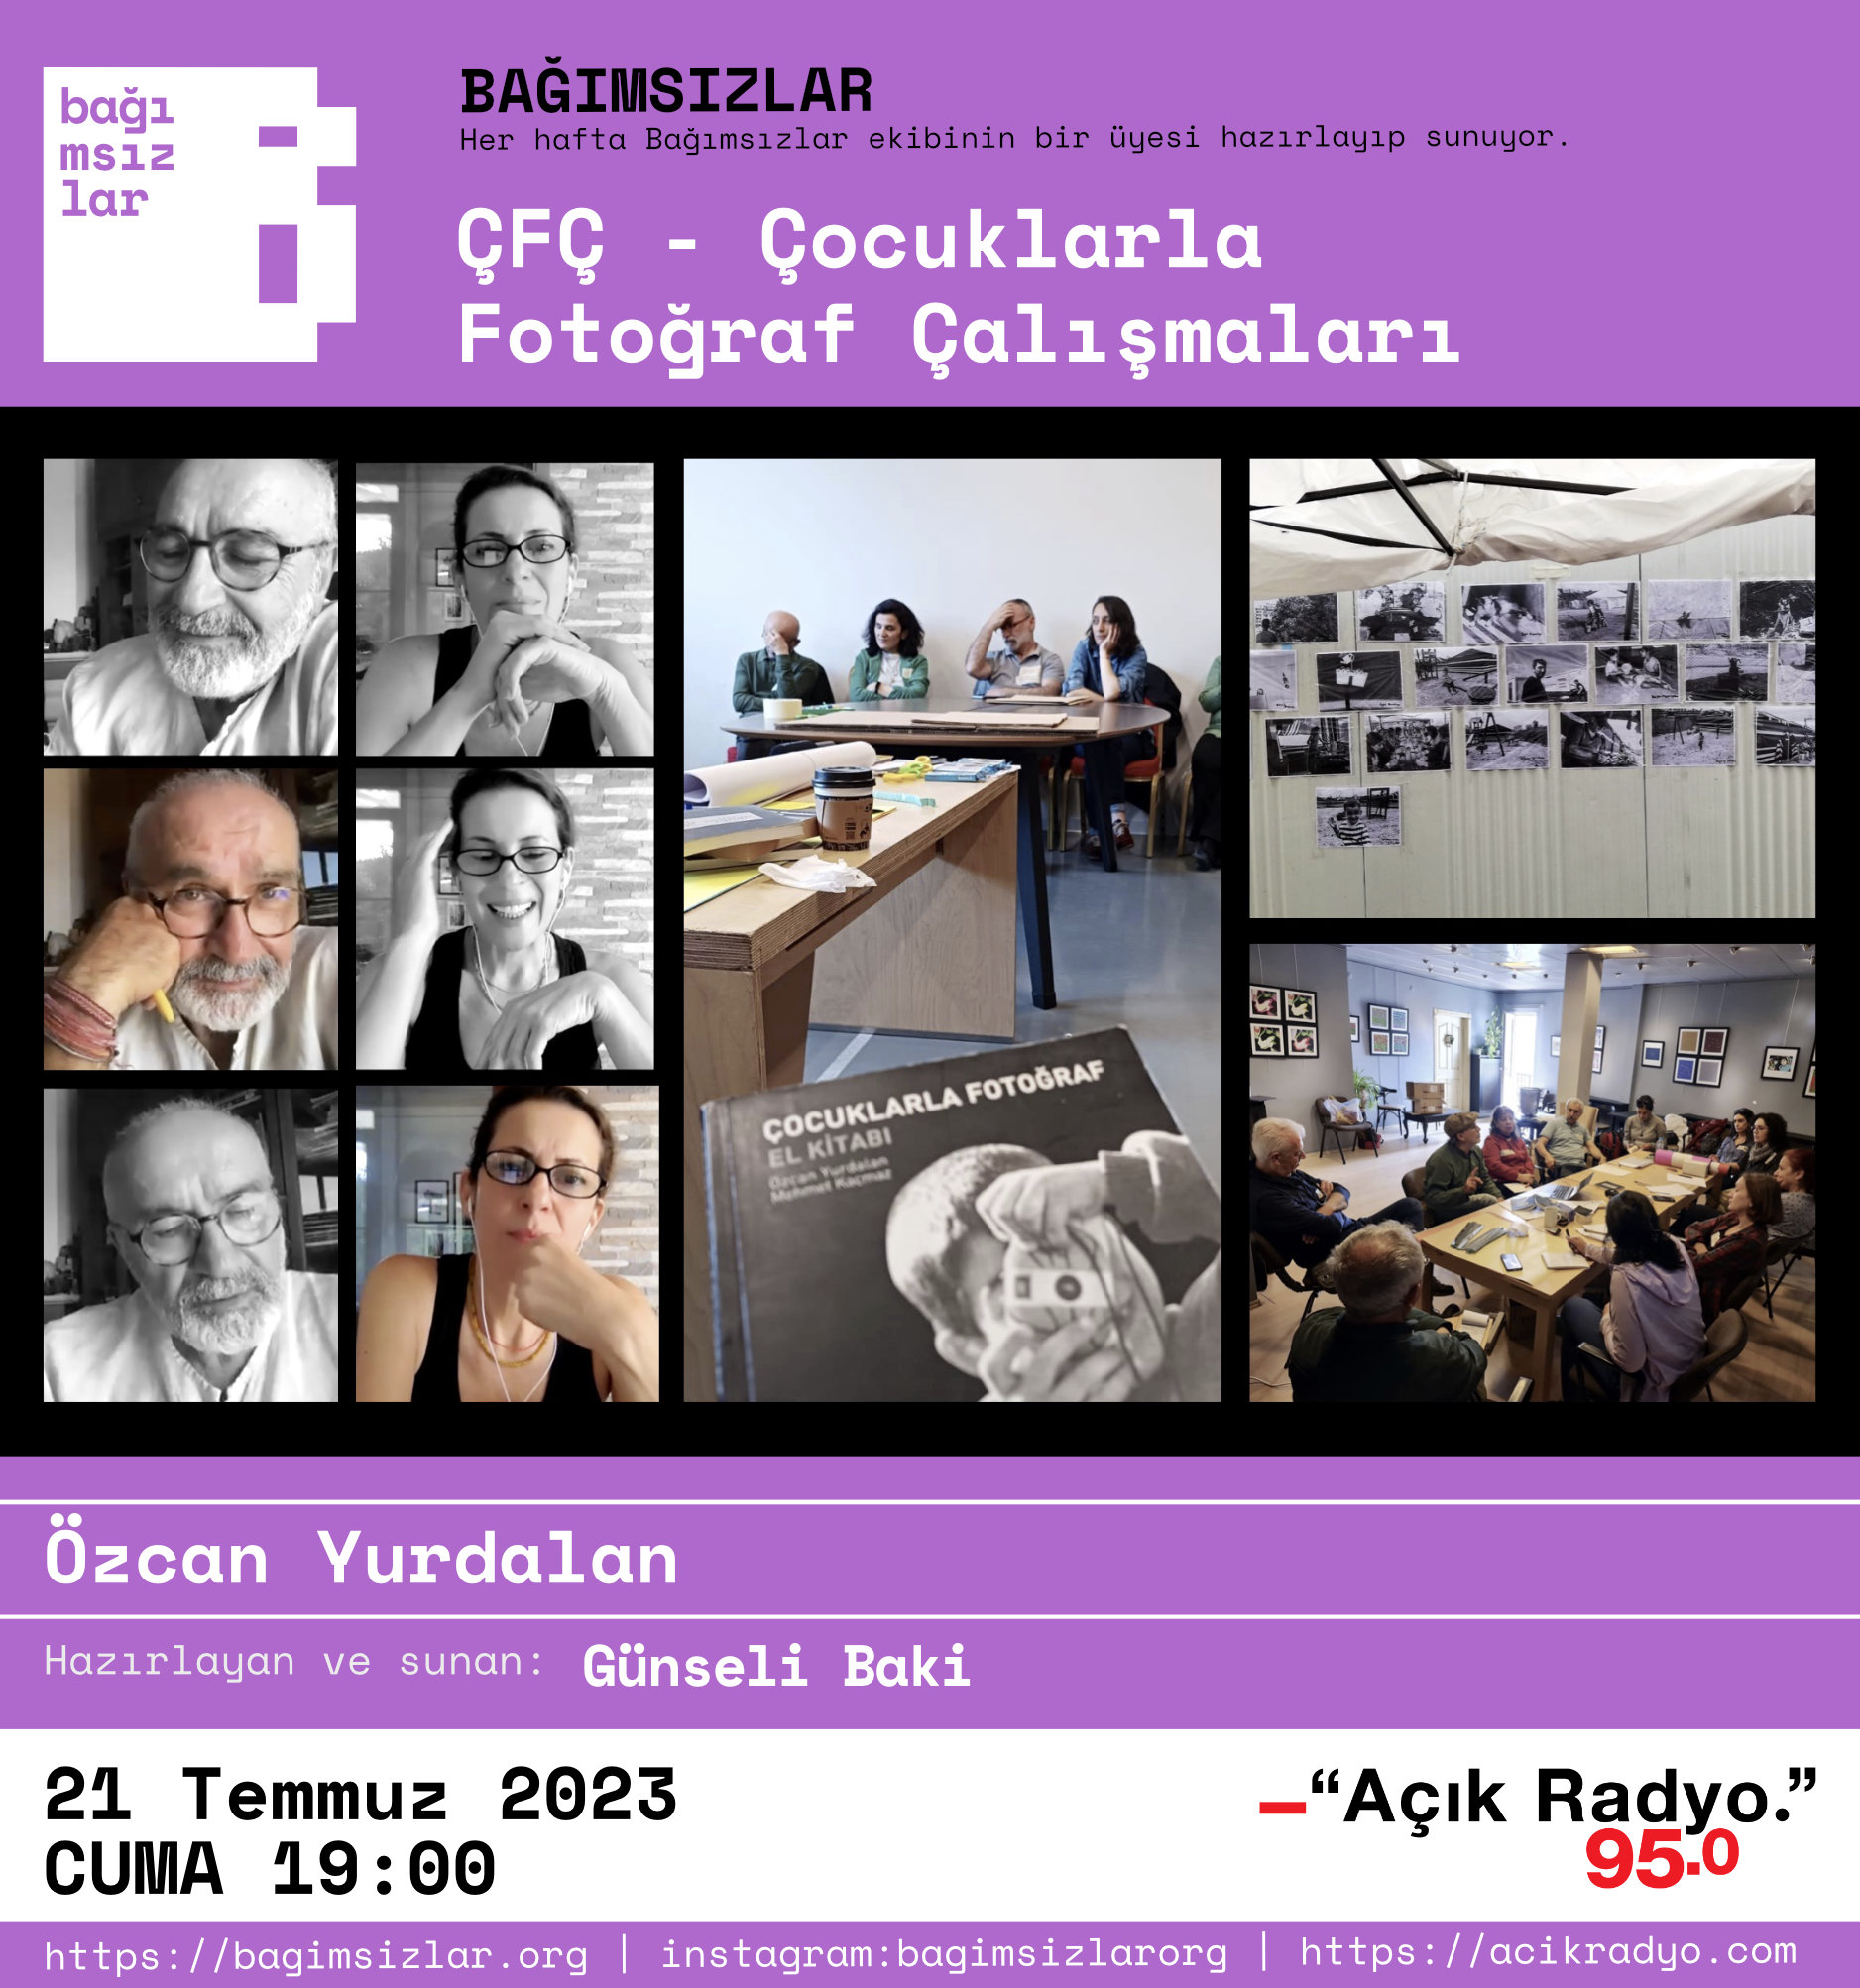 bağı
msız
lar
BAĞIMSIZLAR
Her hafta Bağımsızlar ekibinin bir üyesi hazırlayıp sunuyor.
ÇFÇ - Çocuklarla
Fotoğraf Çalışmaları
ÇOCUKLARLA FOTOĞRAF
EL KİTABI
Özcan Yurdalan
Mehmet Kaçmaz
Özcan Yurdalan
Hazırlayan ve sunan: Günseli Baki
21 Temmuz 2023
CUMA 19:00
–“Açık Radyo.”
95.0
https://bagimsizlar.org | instagram:bagimsizlarorg | https://acikradyo.com